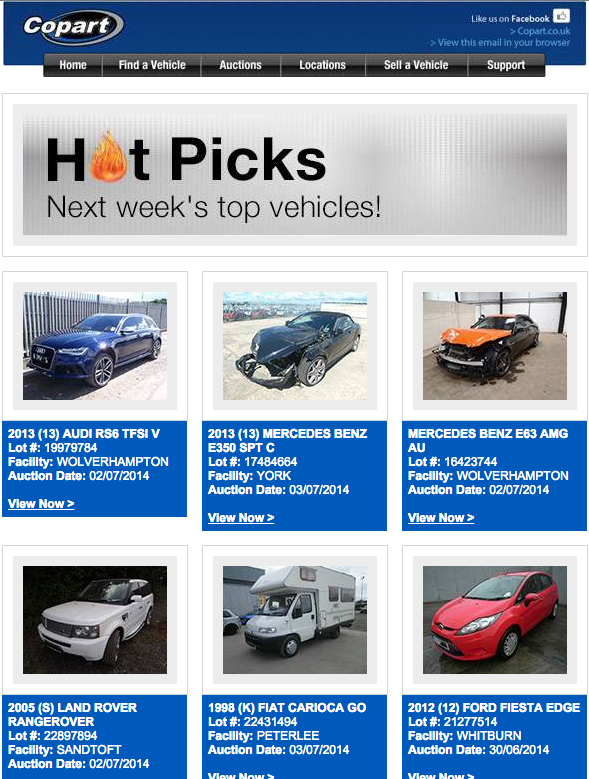 Copart
Like us on Facebook
> Copart.co.uk
> View this email in your browser
Home
Find a Vehicle
Auctions
Locations
Sell a Vehicle
Support
Hot Picks
Next week's top vehicles!
2013 (13) AUDI RS6 TFSI V
Lot #: 19979784
Facility: WOLVERHAMPTON
Auction Date: 02/07/2014
View Now >
2013 (13) MERCEDES BENZ
E350 SPT C
Lot #: 17484664
Facility: YORK
Auction Date: 03/07/2014
View Now >
MERCEDES BENZ E63 AMG
AU
Lot #: 16423744
Facility: WOLVERHAMPTON
Auction Date: 02/07/2014
View Now >
2005 (S) LAND ROVER
RANGEROVER
Lot #: 22897894
Facility: SANDTOFT
Auction Date: 02/07/2014
1998 (K) FIAT CARIOCA GO
Lot #: 22431494
Facility: PETERLEE
Auction Date: 03/07/2014
View Now >
2012 (12) FORD FIESTA EDGE
Lot #: 21277514
Facility: WHITBURN
Auction Date: 30/06/2014
View Now >